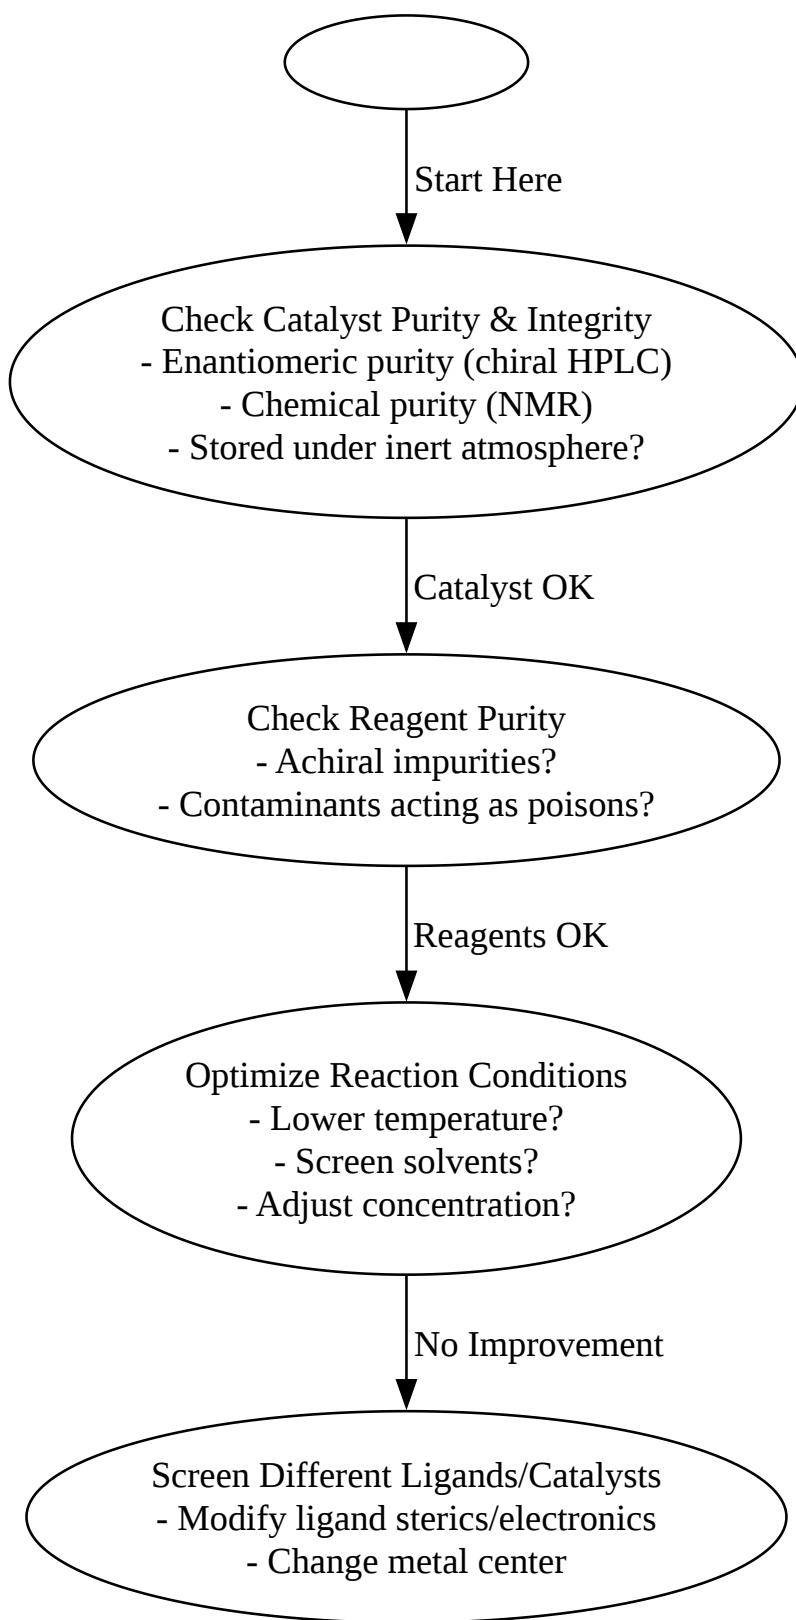 Start Here
Check Catalyst Purity & Integrity
- Enantiomeric purity (chiral HPLC)
- Chemical purity (NMR)
- Stored under inert atmosphere?
Catalyst OK
Check Reagent Purity
- Achiral impurities?
- Contaminants acting as poisons?
Reagents OK
Optimize Reaction Conditions
- Lower temperature?
- Screen solvents?
- Adjust concentration?
No Improvement
Screen Different Ligands/Catalysts
- Modify ligand sterics/electronics
- Change metal center